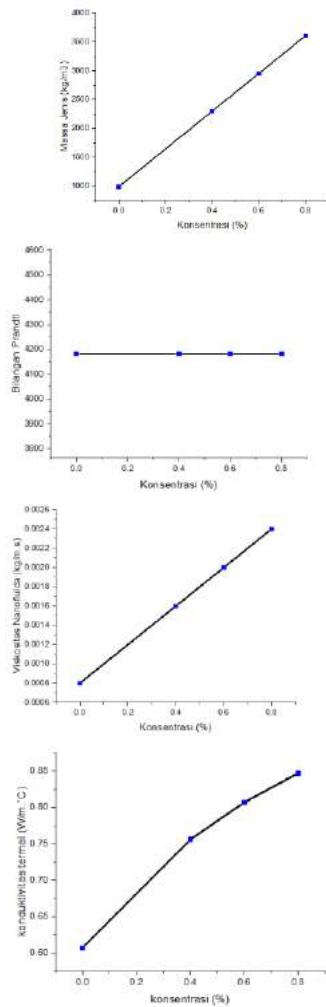 Massa Jenis (kg/m3)
4000
3500
3000
2500
2000
1500
1000
0.0 0.2 0.4 0.6 0.8
Konsentrasi (%)
Bilangan Prandtl
4600
4500
4400
4300
4200
4100
4000
3900
3800
0.0 0.2 0.4 0.6 0.8
Konsentrasi (%)
Viskositas Nanofluida (kg/m.s)
0.0026
0.0024
0.0022
0.0020
0.0018
0.0016
0.0014
0.0012
0.0010
0.0008
0.0006
0.0 0.2 0.4 0.6 0.8
Konsentrasi (%)
konduktivitas termal (W/m.°C)
0.85
0.80
0.75
0.70
0.65
0.60
0.0 0.2 0.4 0.6 0.8
konsentrasi (%)